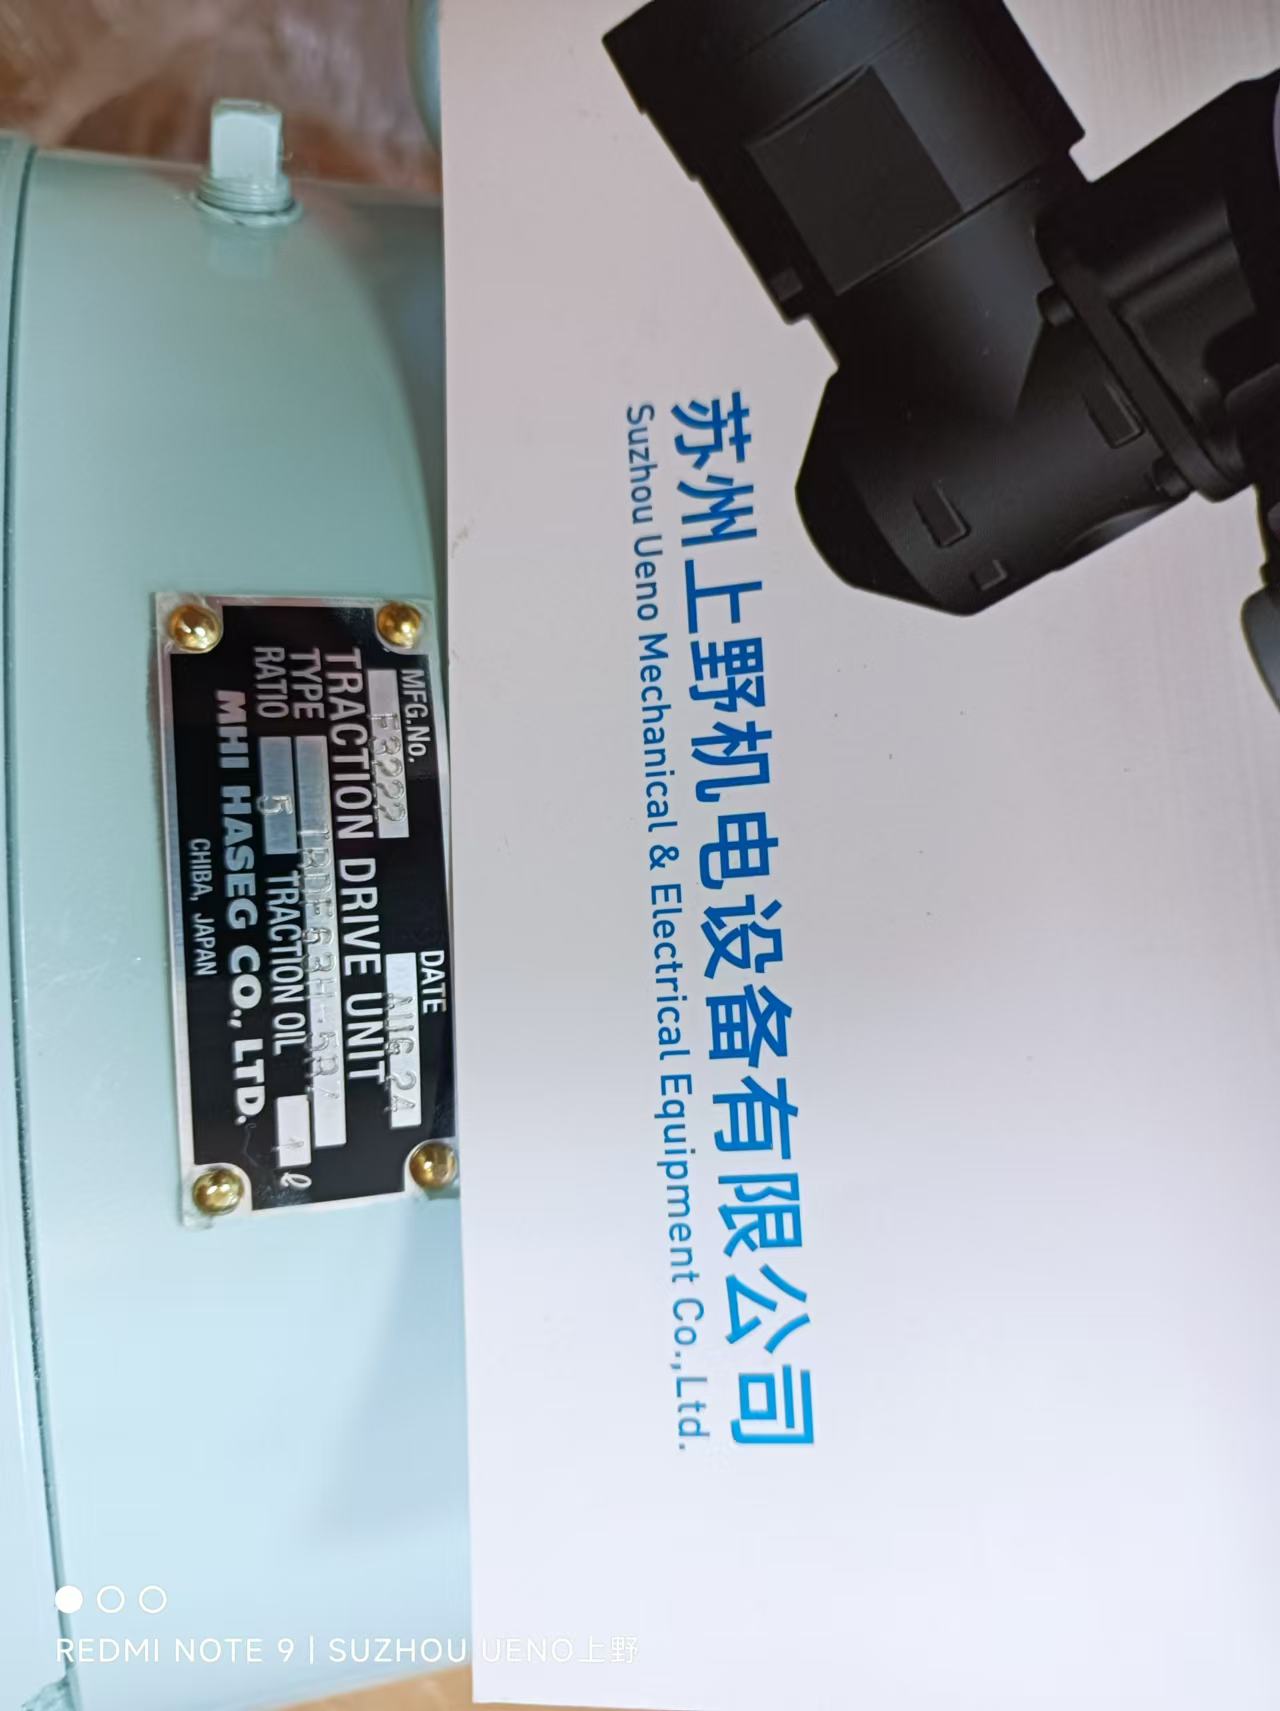 MFG.No.
DATE
AUG 24
TRACTION DRIVE UNIT
TYPE
RATIO 5 TRACTION OIL 1 ℓ
MHI HASEG CO., LTD.
CHIBA, JAPAN
苏州上野机电设备有限公司
Suzhou Ueno Mechanical & Electrical Equipment Co.,Ltd.
REDMI NOTE 9 | SUZHOU UENO上野